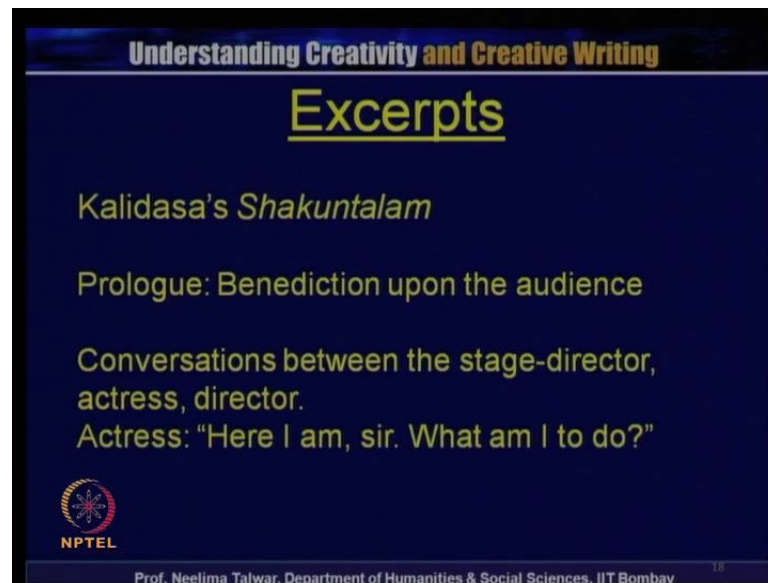 Understanding Creativity and Creative Writing
Excerpts
Kalidasa's Shakuntalam
Prologue: Benediction upon the audience
Conversations between the stage-director,
actress, director.
Actress: “Here I am, sir. What am I to do?”
NPTEL
18
Prof. Neelima Talwar, Department of Humanities & Social Sciences, IIT Bombay